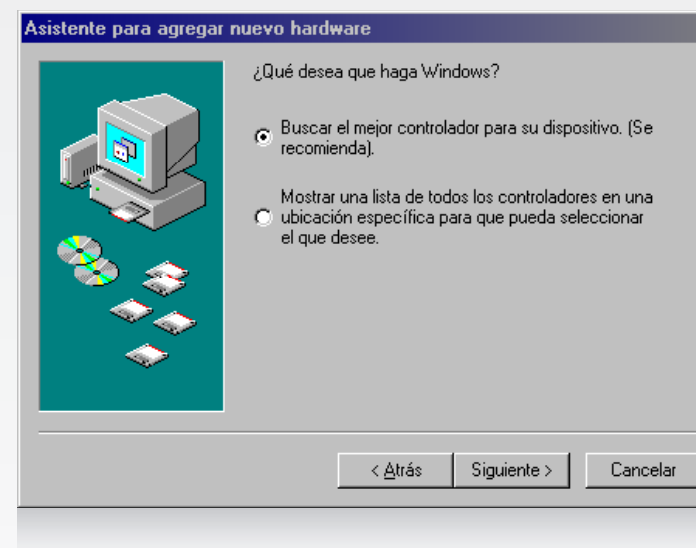 Asistente para agregar nuevo hardware
¿Qué desea que haga Windows?
Buscar el mejor controlador para su dispositivo. (Se
recomienda).
Mostrar una lista de todos los controladores en una
ubicación específica para que pueda seleccionar
el que desee.
< Atrás
Siguiente >
Cancelar